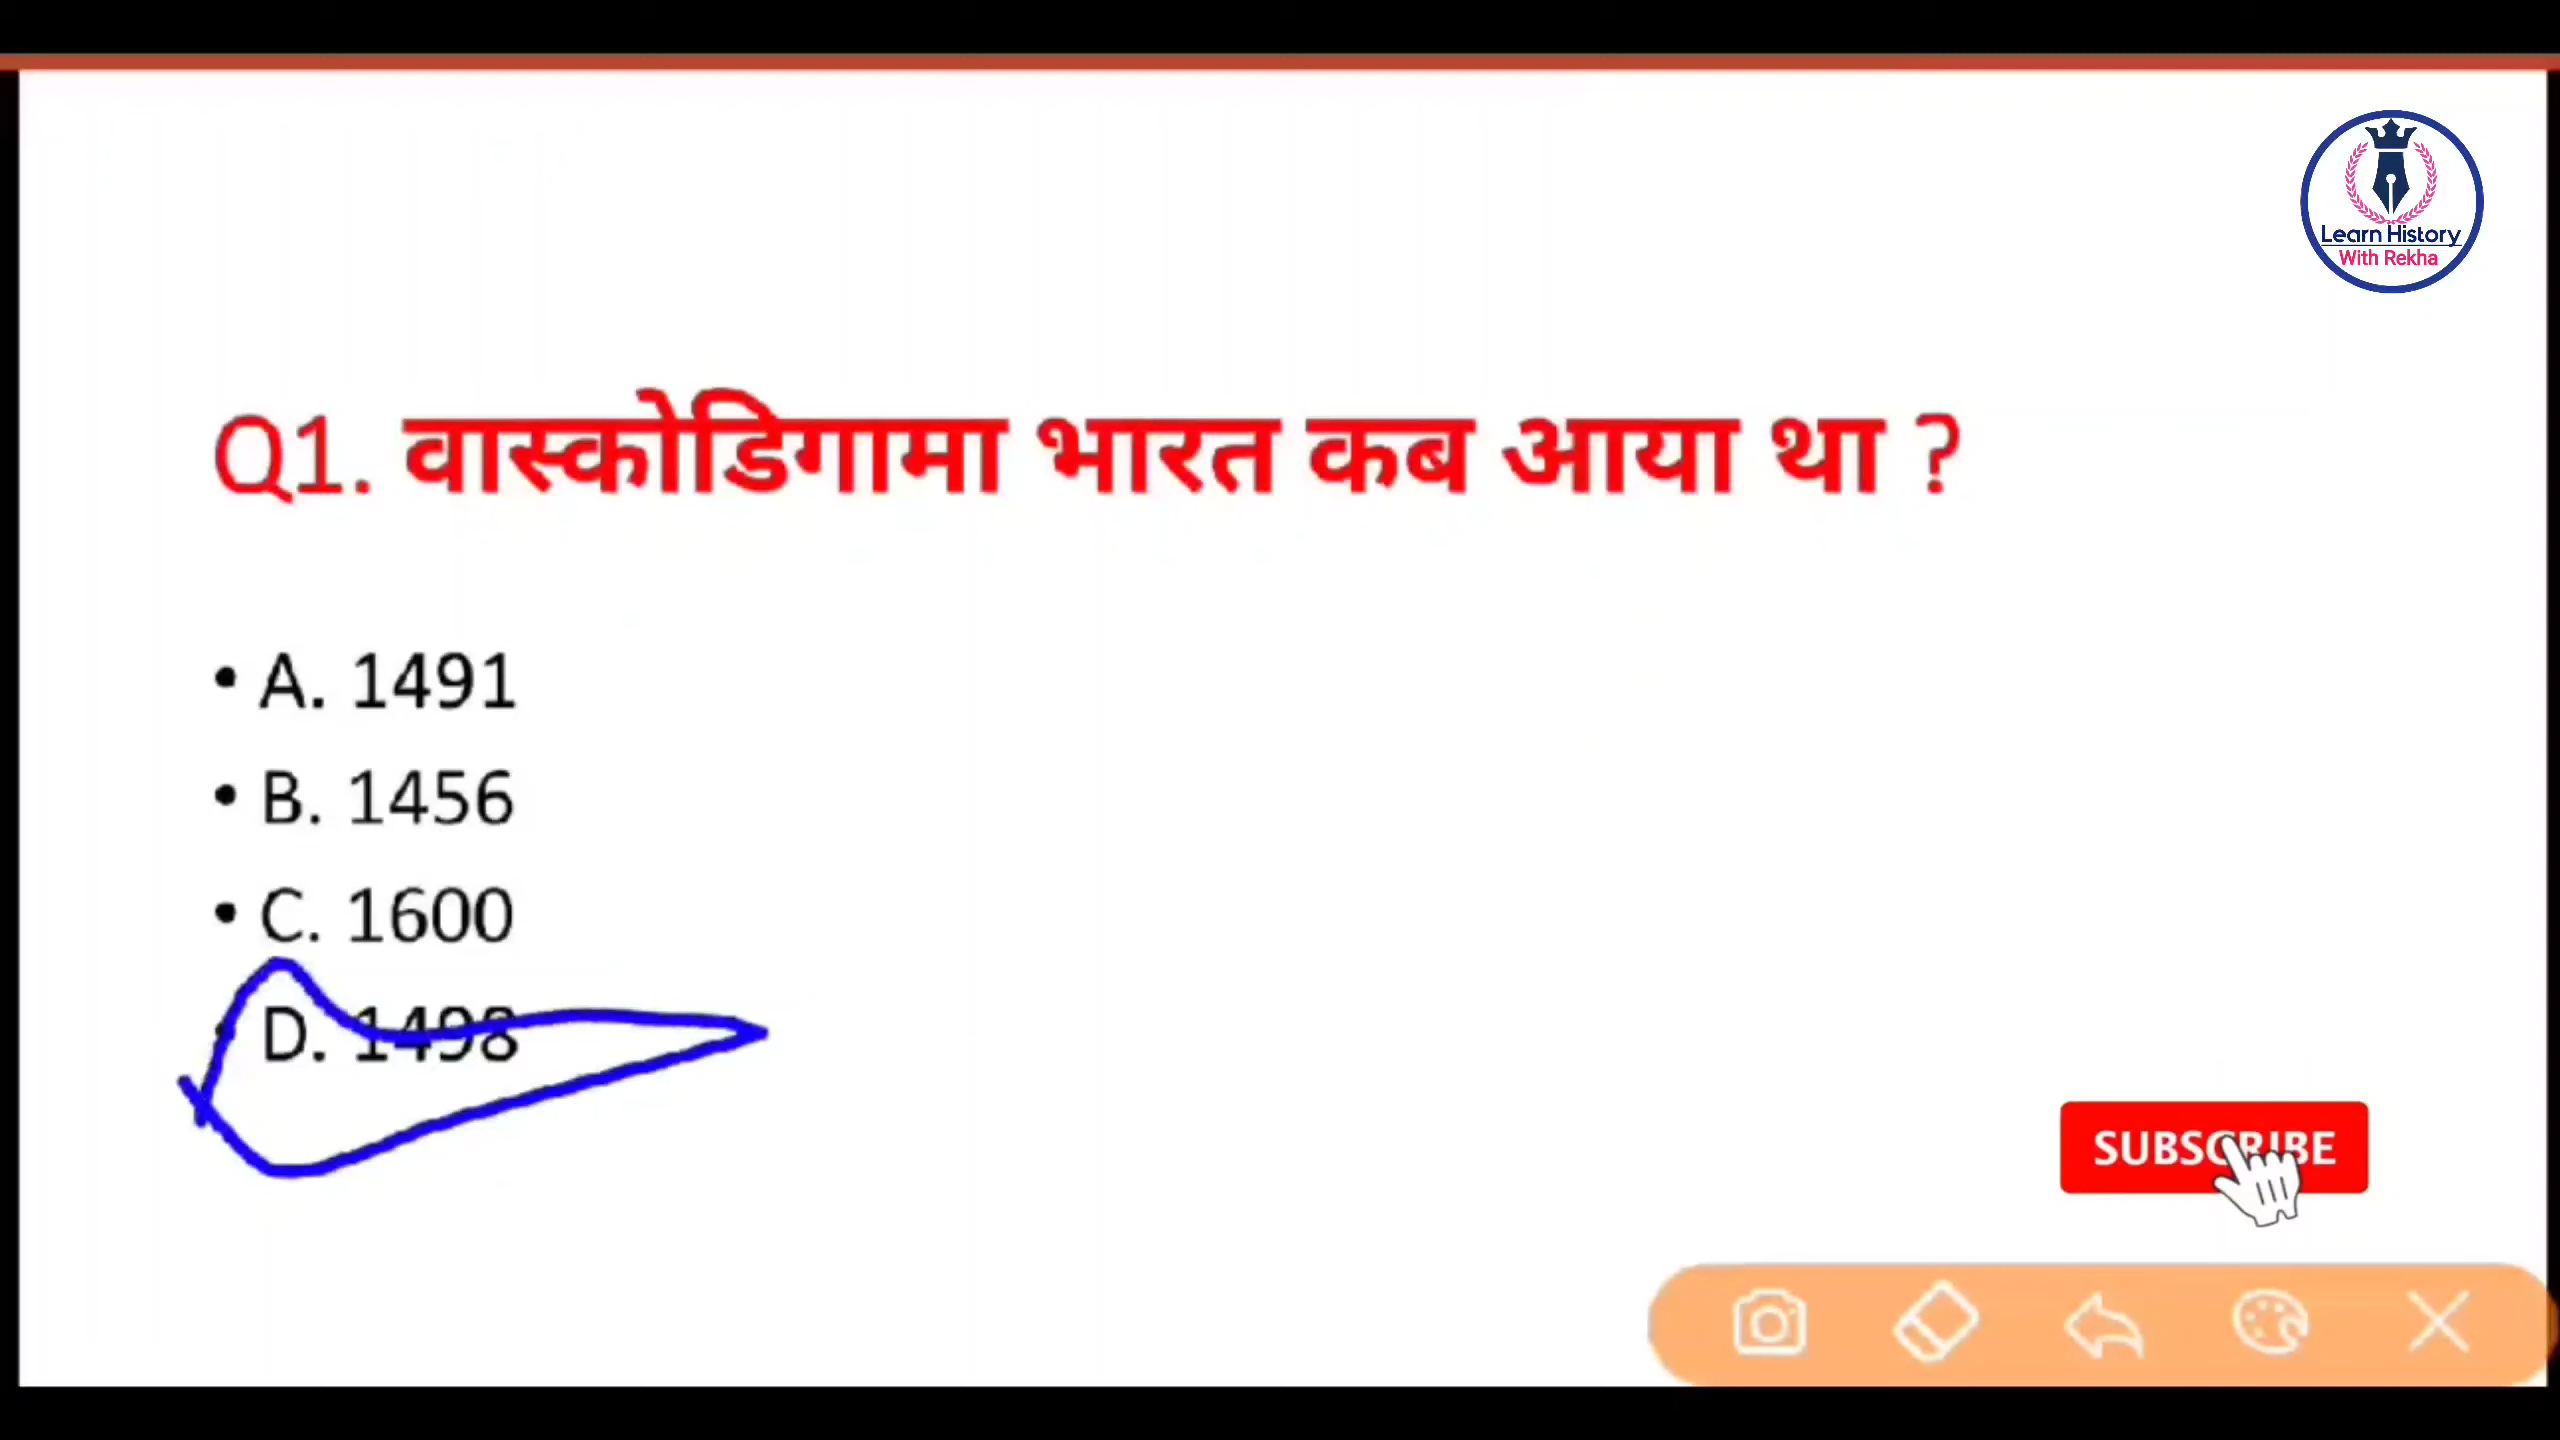 Learn History
With Rekha
Q1. वास्कोडिगामा भारत कब आया था ?
• A. 1491
• B. 1456
• C. 1600
• D. 1498
SUBSCRIBE